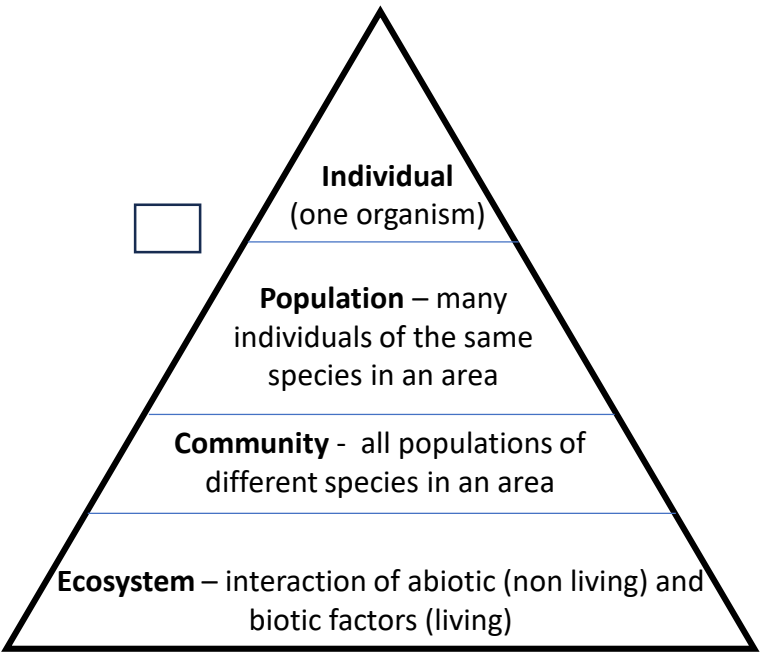 Individual
(one organism)
Population – many
individuals of the same
species in an area
Community -  all populations of
different species in an area
Ecosystem – interaction of abiotic (non living) and
biotic factors (living)